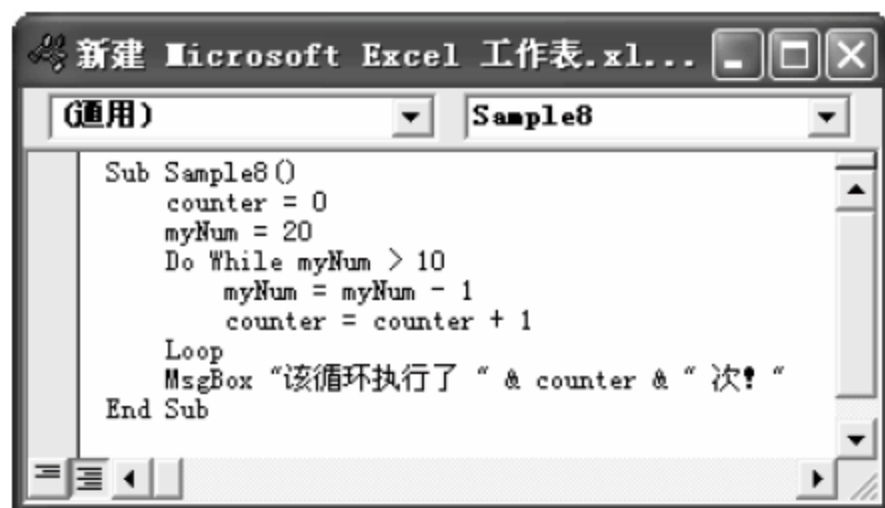 新建 Microsoft Excel 工作表.xl...
(通用) Sample8
Sub Sample8()
    counter = 0
    myNum = 20
    Do While myNum > 10
        myNum = myNum - 1
        counter = counter + 1
    Loop
    MsgBox "该循环执行了 " & counter & " 次! "
End Sub